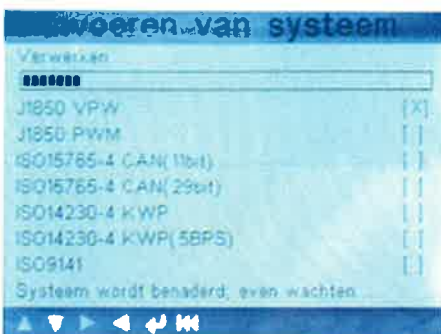 van systeem
Verwerken
J1850 VPW [X]
J1850 PWM [ ]
ISO15765-4 CAN(11bit) [ ]
ISO15765-4 CAN(29bit) [ ]
ISO14230-4 KWP [ ]
ISO14230-4 KWP(5BPS) [ ]
ISO9141 [ ]
Systeem wordt benaderd; even wachten